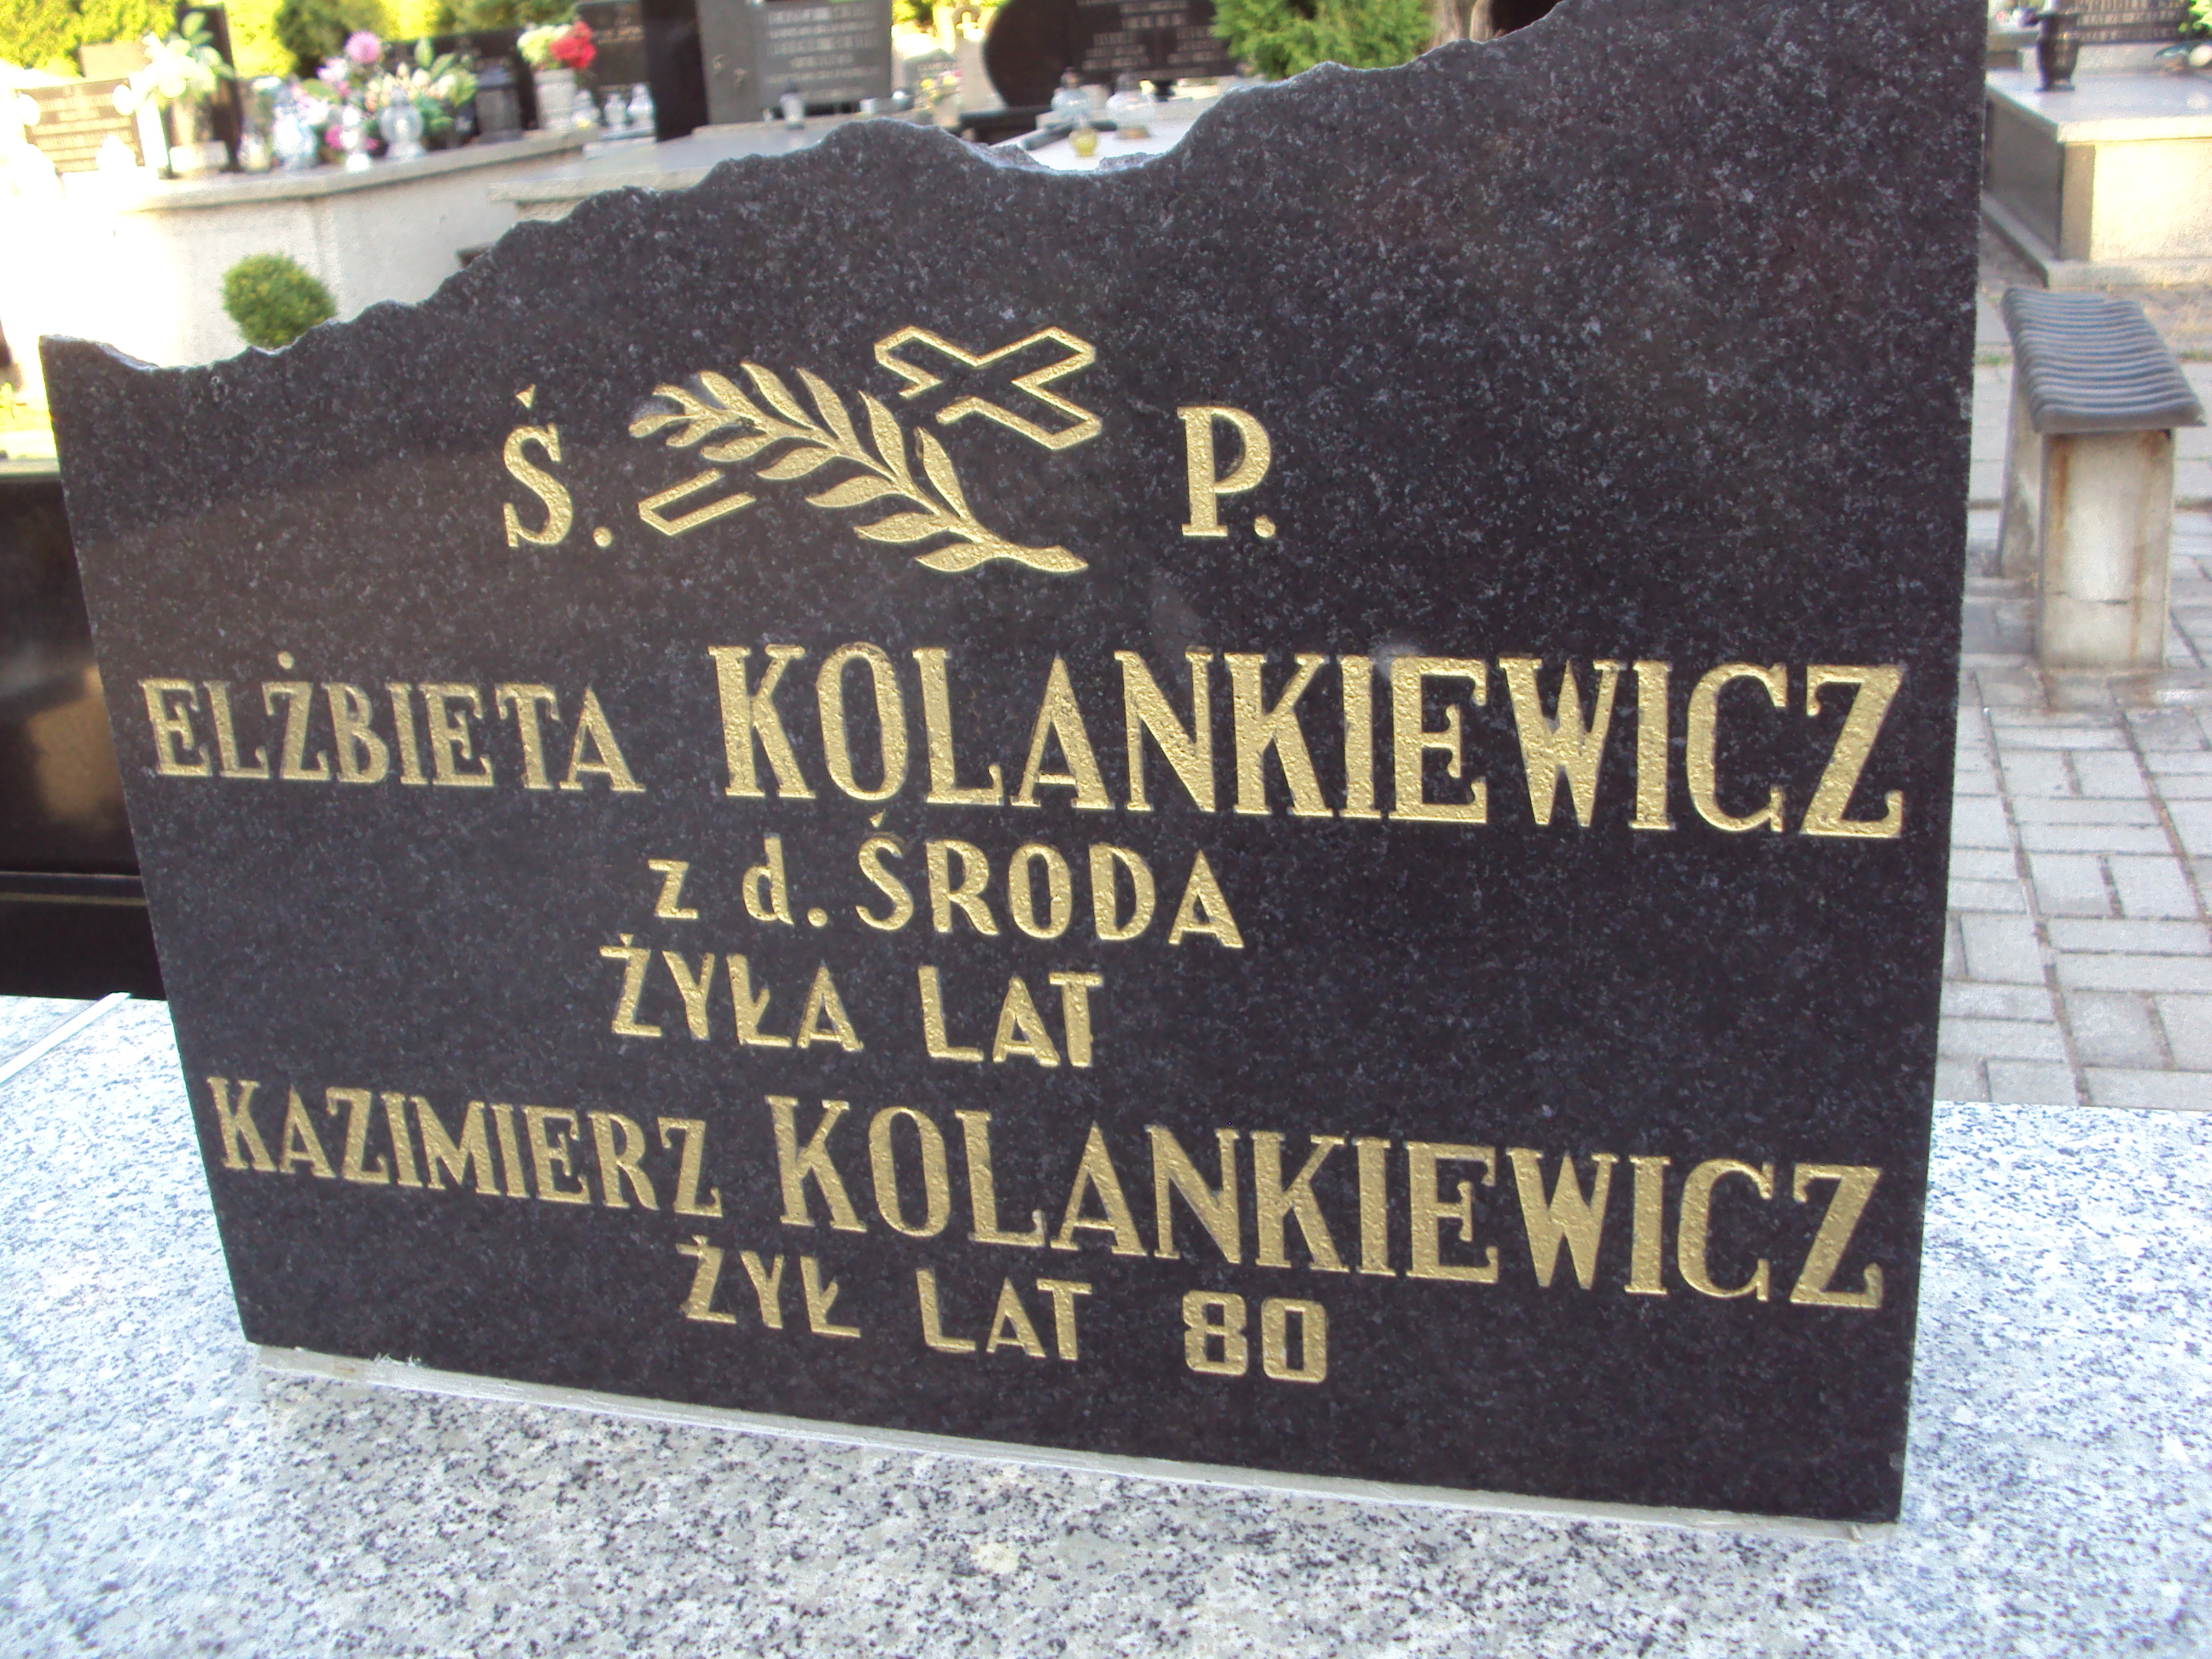 Ś. P.
ELŻBIETA KOLANKIEWICZ
z d. ŚRODA
ŻYŁA LAT
KAZIMIERZ KOLANKIEWICZ
ŻYŁ LAT 80